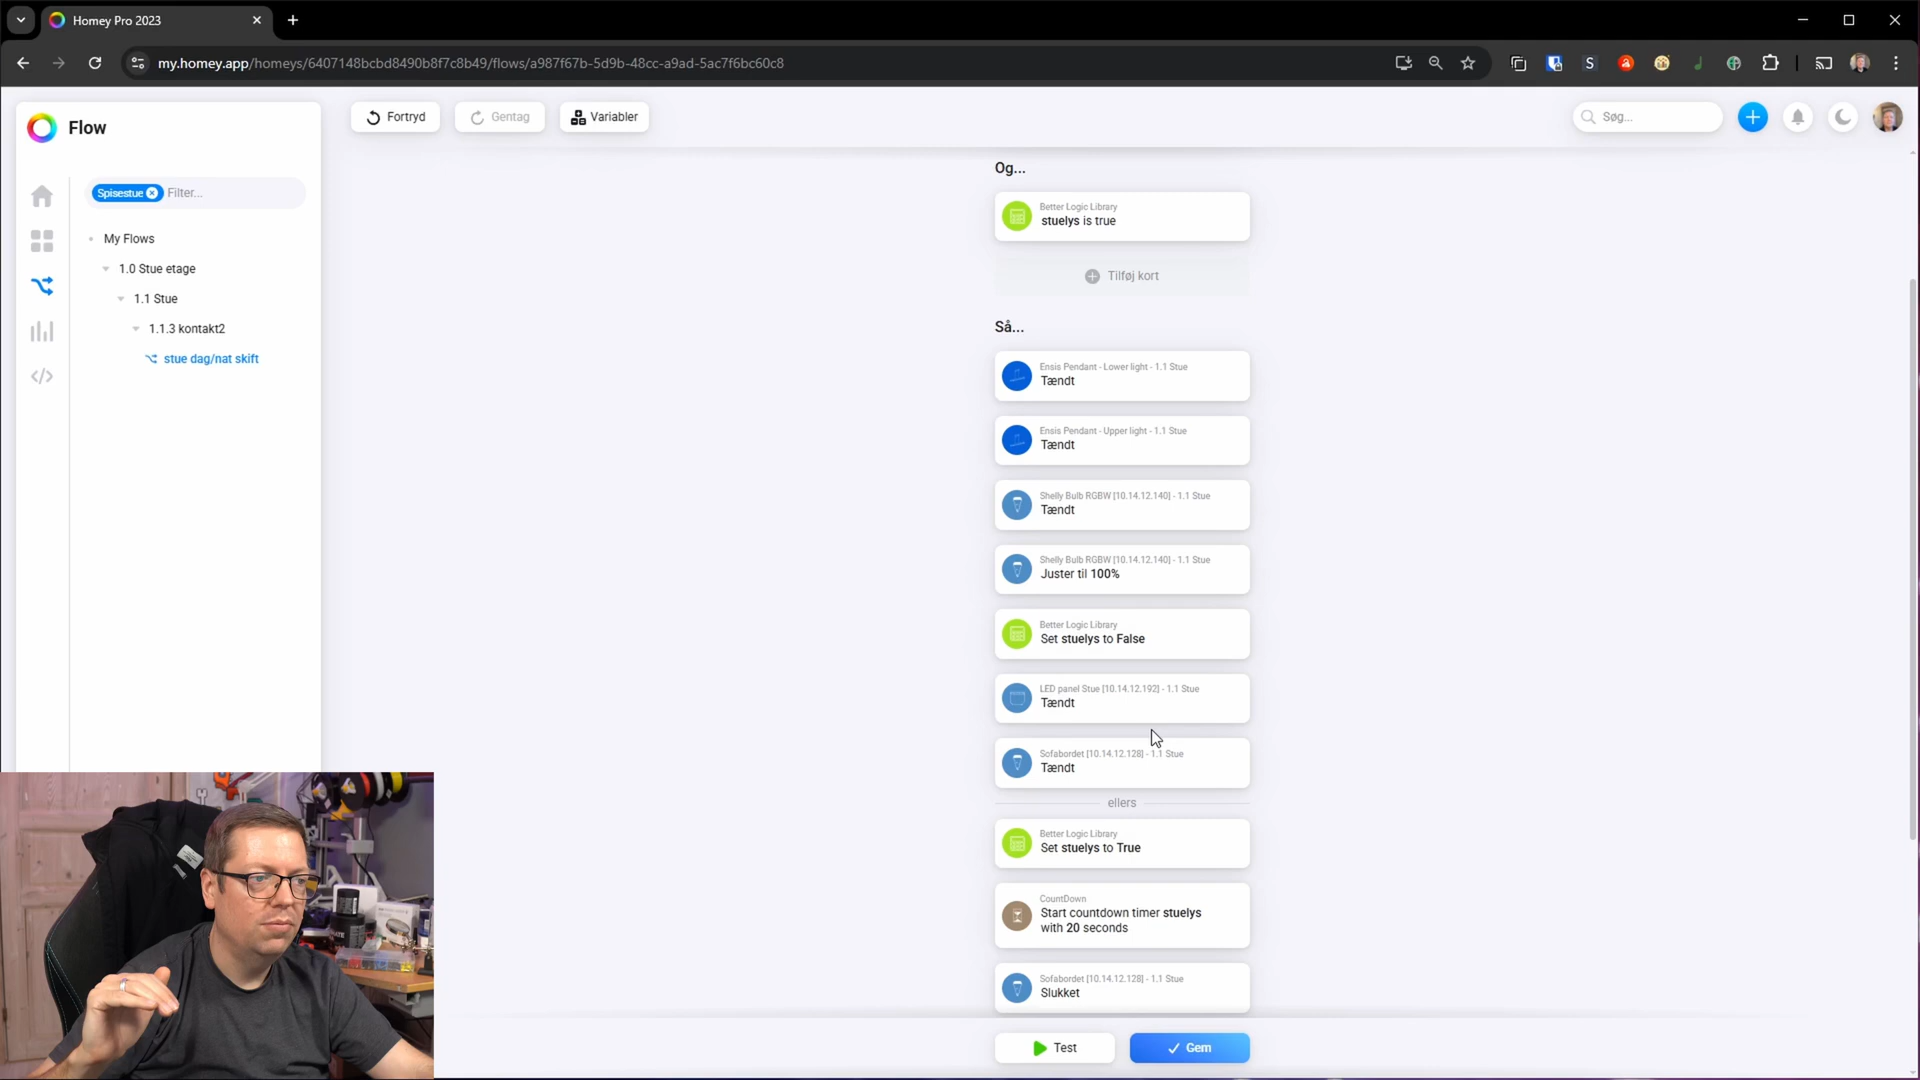 Homey Pro 2023
my.homey.app/homeys/6407148bcbd8490b8f7c8b49/flows/a987f67b-5d9b-48cc-a9ad-5ac7f6bc60c8
Flow
Fortryd
Gentag
Variabler
Søg...
Spisestue
Filter...
My Flows
1.0 Stue etage
1.1 Stue
1.1.3 kontakt2
stue dag/nat skift
Og...
Better Logic Library
stuelys is true
Tilføj kort
Så...
Ensis Pendant - Lower light - 1.1 Stue
Tændt
Ensis Pendant - Upper light - 1.1 Stue
Tændt
Shelly Bulb RGBW [10.14.12.140] - 1.1 Stue
Tændt
Shelly Bulb RGBW [10.14.12.140] - 1.1 Stue
Juster til 100%
Better Logic Library
Set stuelys to False
LED panel Stue [10.14.12.192] - 1.1 Stue
Tændt
Sofabordet [10.14.12.128] - 1.1 Stue
Tændt
ellers
Better Logic Library
Set stuelys to True
CountDown
Start countdown timer stuelys
with 20 seconds
Sofabordet [10.14.12.128] - 1.1 Stue
Slukket
Test
Gem